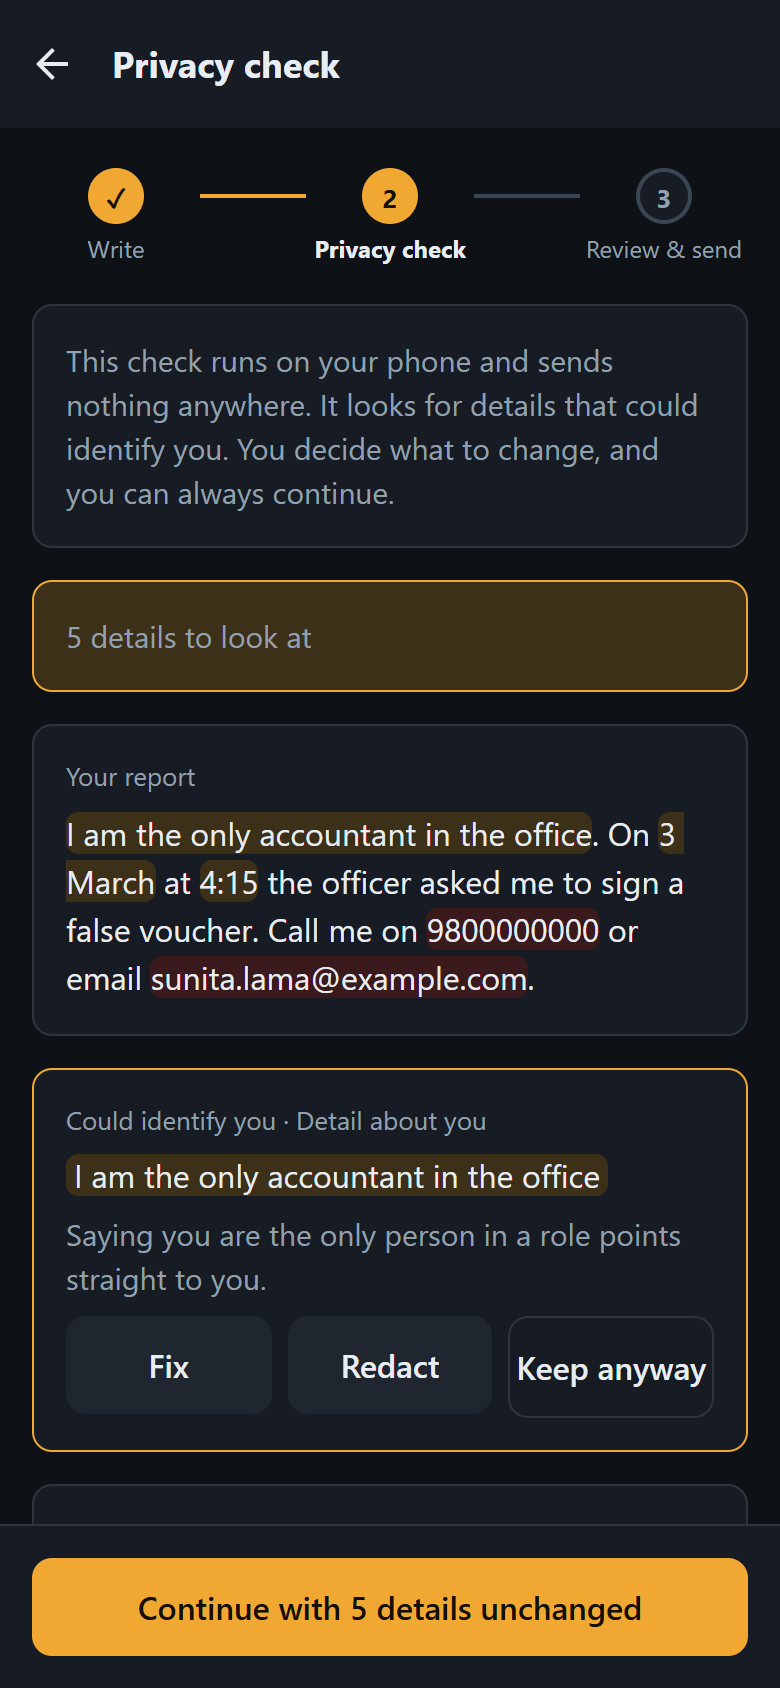 Privacy check
✓
2
3
Write
Privacy check
Review & send
This check runs on your phone and sends
nothing anywhere. It looks for details that could
identify you. You decide what to change, and
you can always continue.
5 details to look at
Your report
I am the only accountant in the office. On 3
March at 4:15 the officer asked me to sign a
false voucher. Call me on 9800000000 or
email sunita.lama@example.com.
Could identify you · Detail about you
I am the only accountant in the office
Saying you are the only person in a role points
straight to you.
Fix
Redact
Keep anyway
Continue with 5 details unchanged